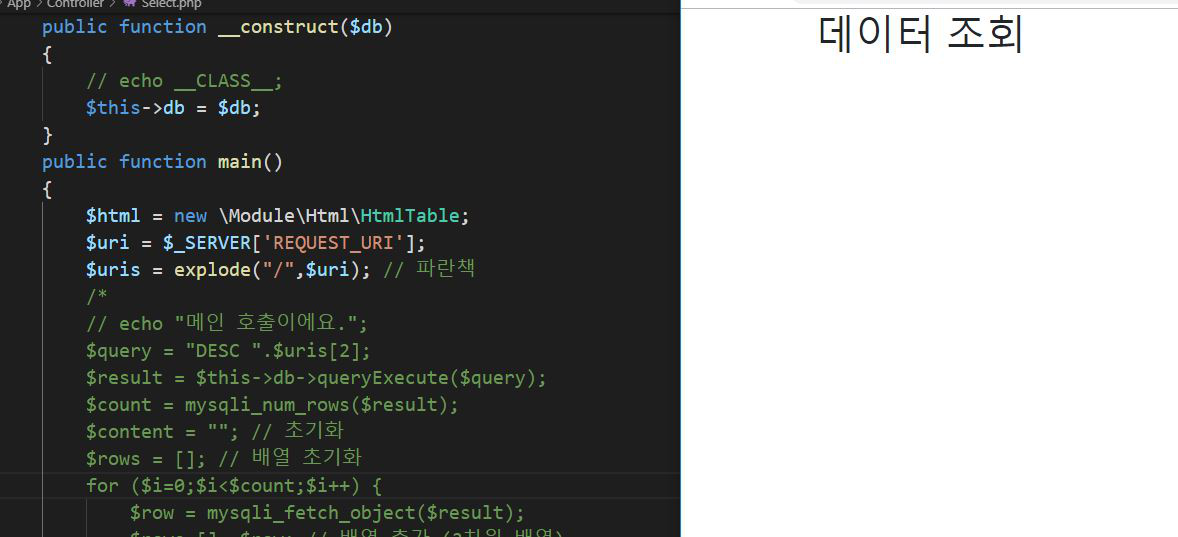 App > Controller > Select.php
public function __construct($db)
{
// echo __CLASS__;
$this->db = $db;
}
public function main()
{
$html = new \Module\Html\HtmlTable;
$uri = $_SERVER['REQUEST_URI'];
$uris = explode("/",$uri); // 파란책
/*
// echo "메인 호출이에요.";
$query = "DESC ".$uris[2];
$result = $this->db->queryExecute($query);
$count = mysqli_num_rows($result);
$content = ""; // 초기화
$rows = []; // 배열 초기화
for ($i=0;$i<$count;$i++) {
$row = mysqli_fetch_object($result);
데이터 조회